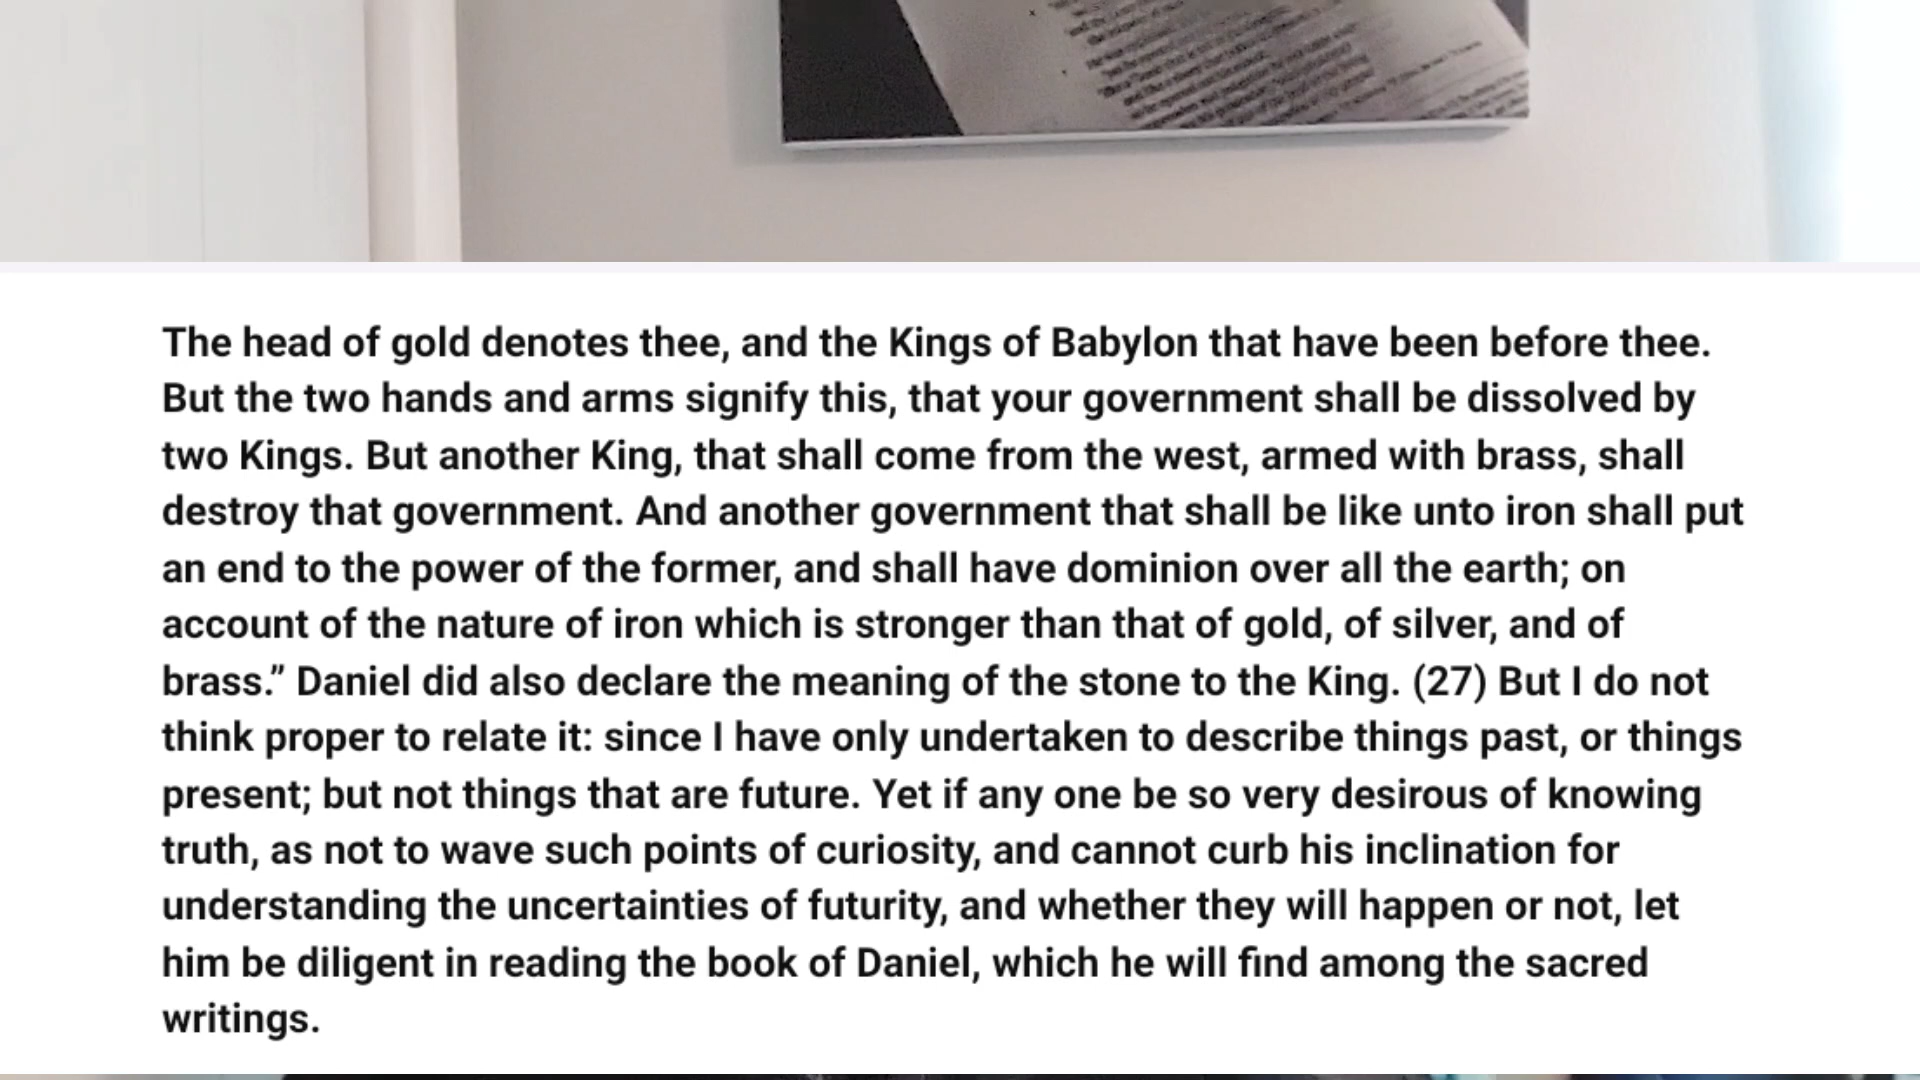 The head of gold denotes thee, and the Kings of Babylon that have been before thee.
But the two hands and arms signify this, that your government shall be dissolved by
two Kings. But another King, that shall come from the west, armed with brass, shall
destroy that government. And another government that shall be like unto iron shall put
an end to the power of the former, and shall have dominion over all the earth; on
account of the nature of iron which is stronger than that of gold, of silver, and of
brass.” Daniel did also declare the meaning of the stone to the King. (27) But I do not
think proper to relate it: since I have only undertaken to describe things past, or things
present; but not things that are future. Yet if any one be so very desirous of knowing
truth, as not to wave such points of curiosity, and cannot curb his inclination for
understanding the uncertainties of futurity, and whether they will happen or not, let
him be diligent in reading the book of Daniel, which he will find among the sacred
writings.